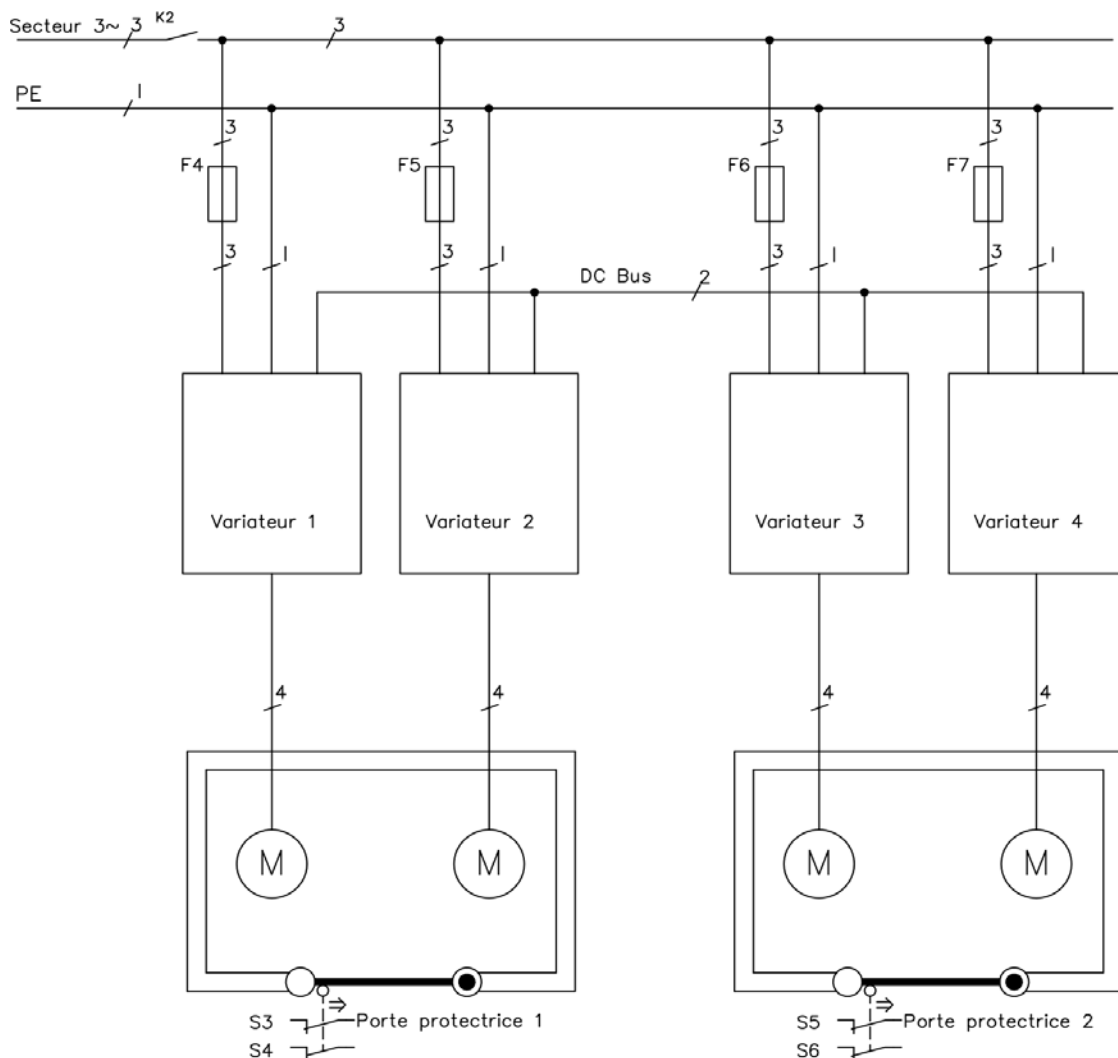 Secteur 3~ 3 K2 3
PE 1
3 3 3 3
F4 F5 F6 F7
3 1 3 1 3 1 3 1
DC Bus 2
Variateur 1 Variateur 2 Variateur 3 Variateur 4
4 4 4 4
M M M M
S3 Porte protectrice 1 S5 Porte protectrice 2
S4 S6